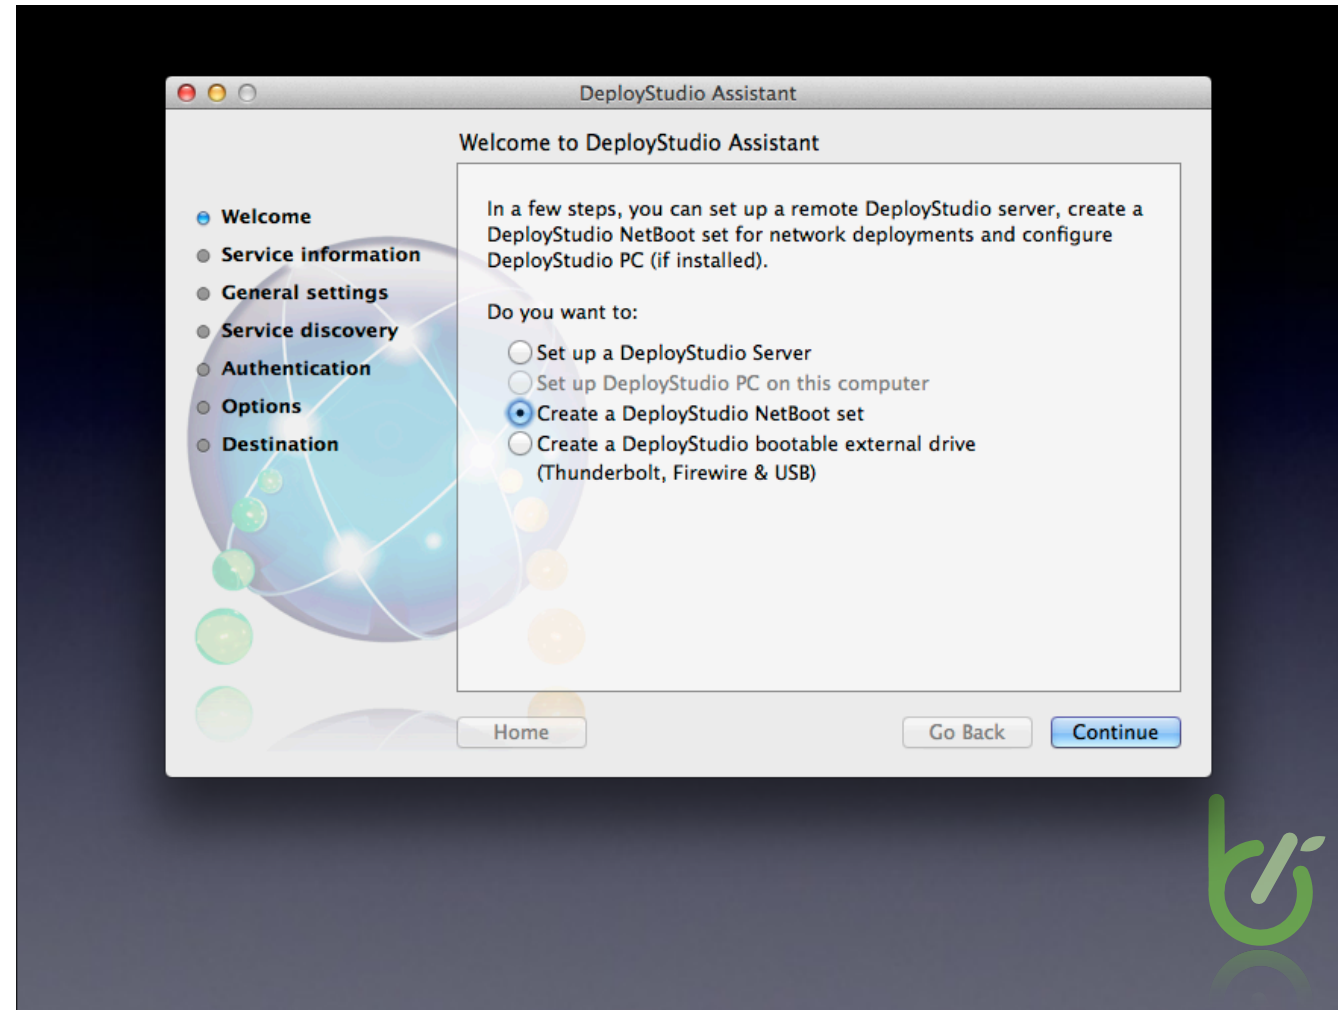 DeployStudio Assistant
Welcome to DeployStudio Assistant
Welcome
Service information
General settings
Service discovery
Authentication
Options
Destination
In a few steps, you can set up a remote DeployStudio server, create a
DeployStudio NetBoot set for network deployments and configure
DeployStudio PC (if installed).
Do you want to:
Set up a DeployStudio Server
Set up DeployStudio PC on this computer
Create a DeployStudio NetBoot set
Create a DeployStudio bootable external drive
(Thunderbolt, Firewire & USB)
Home
Go Back
Continue